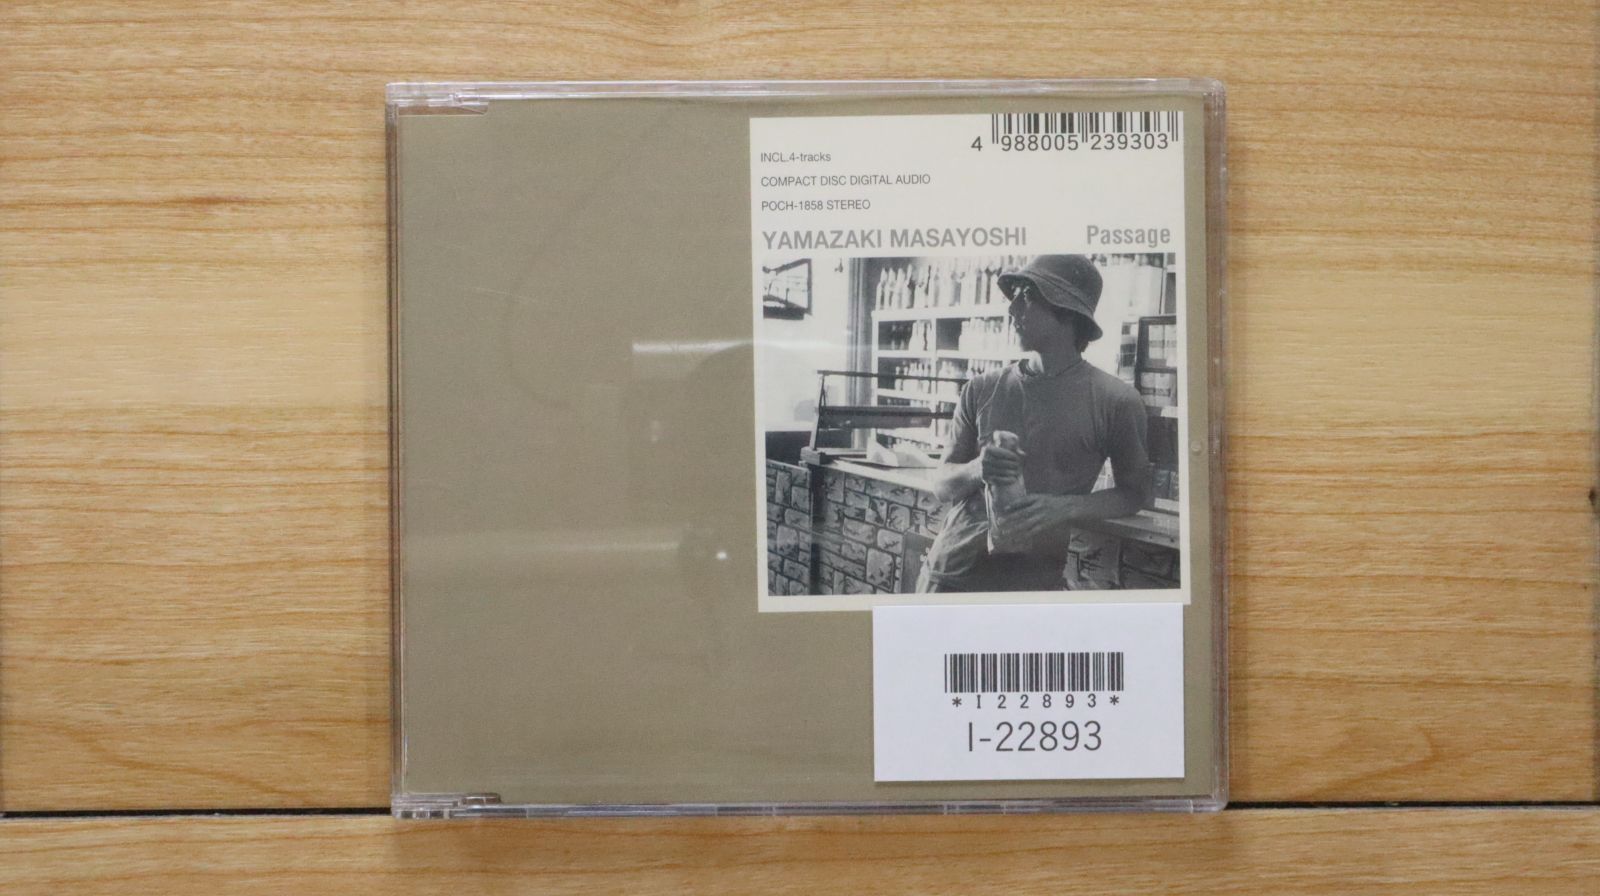 4 988005 239303
INCL.4-tracks
COMPACT DISC DIGITAL AUDIO
POCH-1858 STEREO
YAMAZAKI MASAYOSHI Passage
*I22893*
I-22893